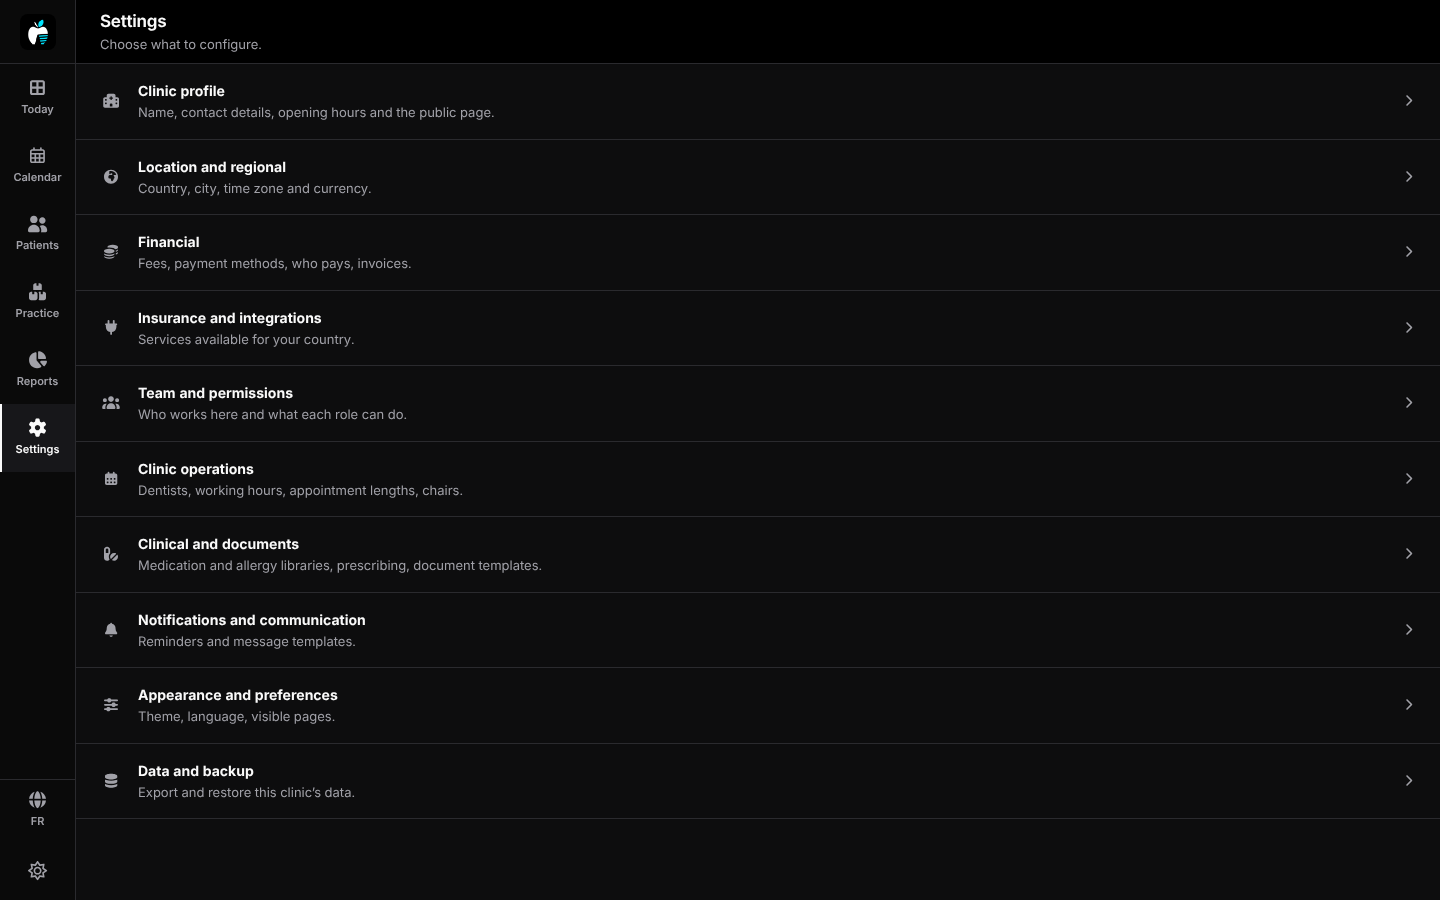 Settings
Choose what to configure.
Today
Calendar
Patients
Practice
Reports
Settings
FR
Clinic profile
Name, contact details, opening hours and the public page.
Location and regional
Country, city, time zone and currency.
Financial
Fees, payment methods, who pays, invoices.
Insurance and integrations
Services available for your country.
Team and permissions
Who works here and what each role can do.
Clinic operations
Dentists, working hours, appointment lengths, chairs.
Clinical and documents
Medication and allergy libraries, prescribing, document templates.
Notifications and communication
Reminders and message templates.
Appearance and preferences
Theme, language, visible pages.
Data and backup
Export and restore this clinic’s data.